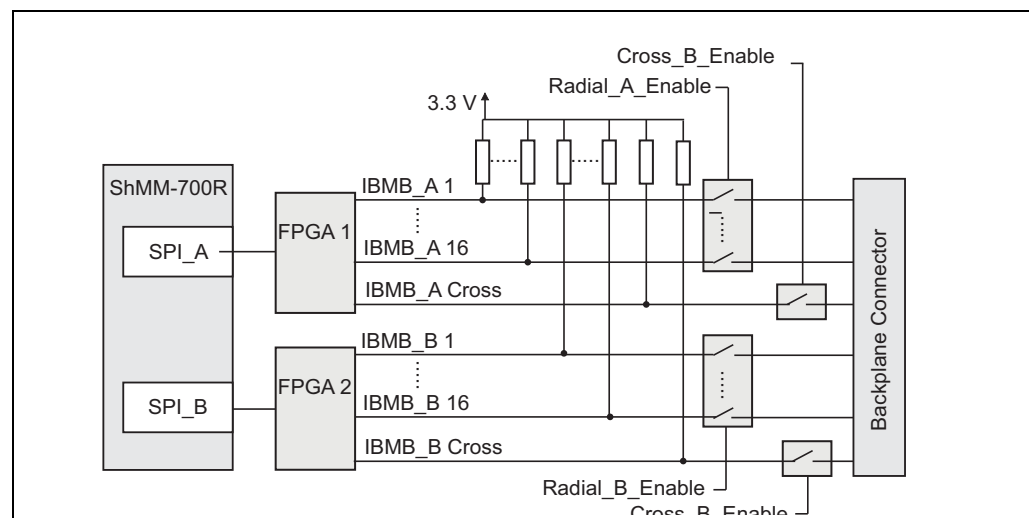 Cross_B_Enable
Radial_A_Enable
3.3 V
ShMM-700R
IBMB_A 1
FPGA 1
SPI_A
IBMB_A 16
IBMB_A Cross
Backplane Connector
IBMB_B 1
FPGA 2
SPI_B
IBMB_B 16
IBMB_B Cross
Radial_B_Enable
Cross_B_Enable